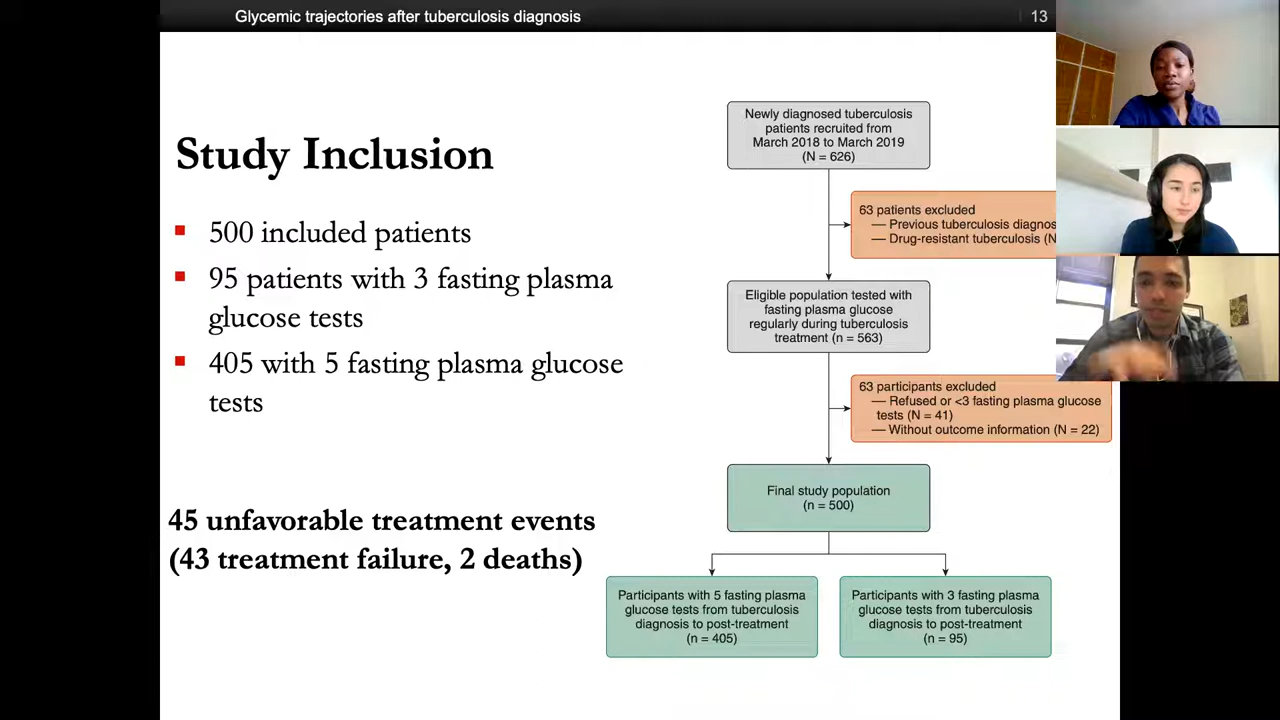 Glycemic trajectories after tuberculosis diagnosis
13
Study Inclusion
500 included patients
95 patients with 3 fasting plasma
glucose tests
405 with 5 fasting plasma glucose
tests
45 unfavorable treatment events
(43 treatment failure, 2 deaths)
Newly diagnosed tuberculosis
patients recruited from
March 2018 to March 2019
(N = 626)
63 patients excluded
— Previous tuberculosis
— Drug-resistant tuberculosis (N
Eligible population tested with
fasting plasma glucose
regularly during tuberculosis
treatment (n = 563)
63 participants excluded
— Refused or <3 fasting plasma glucose
tests (N = 41)
— Without outcome information (N = 22)
Final study population
(n = 500)
Participants with 5 fasting plasma
glucose tests from tuberculosis
diagnosis to post-treatment
(n = 405)
Participants with 3 fasting plasma
glucose tests from tuberculosis
diagnosis to post-treatment
(n = 95)